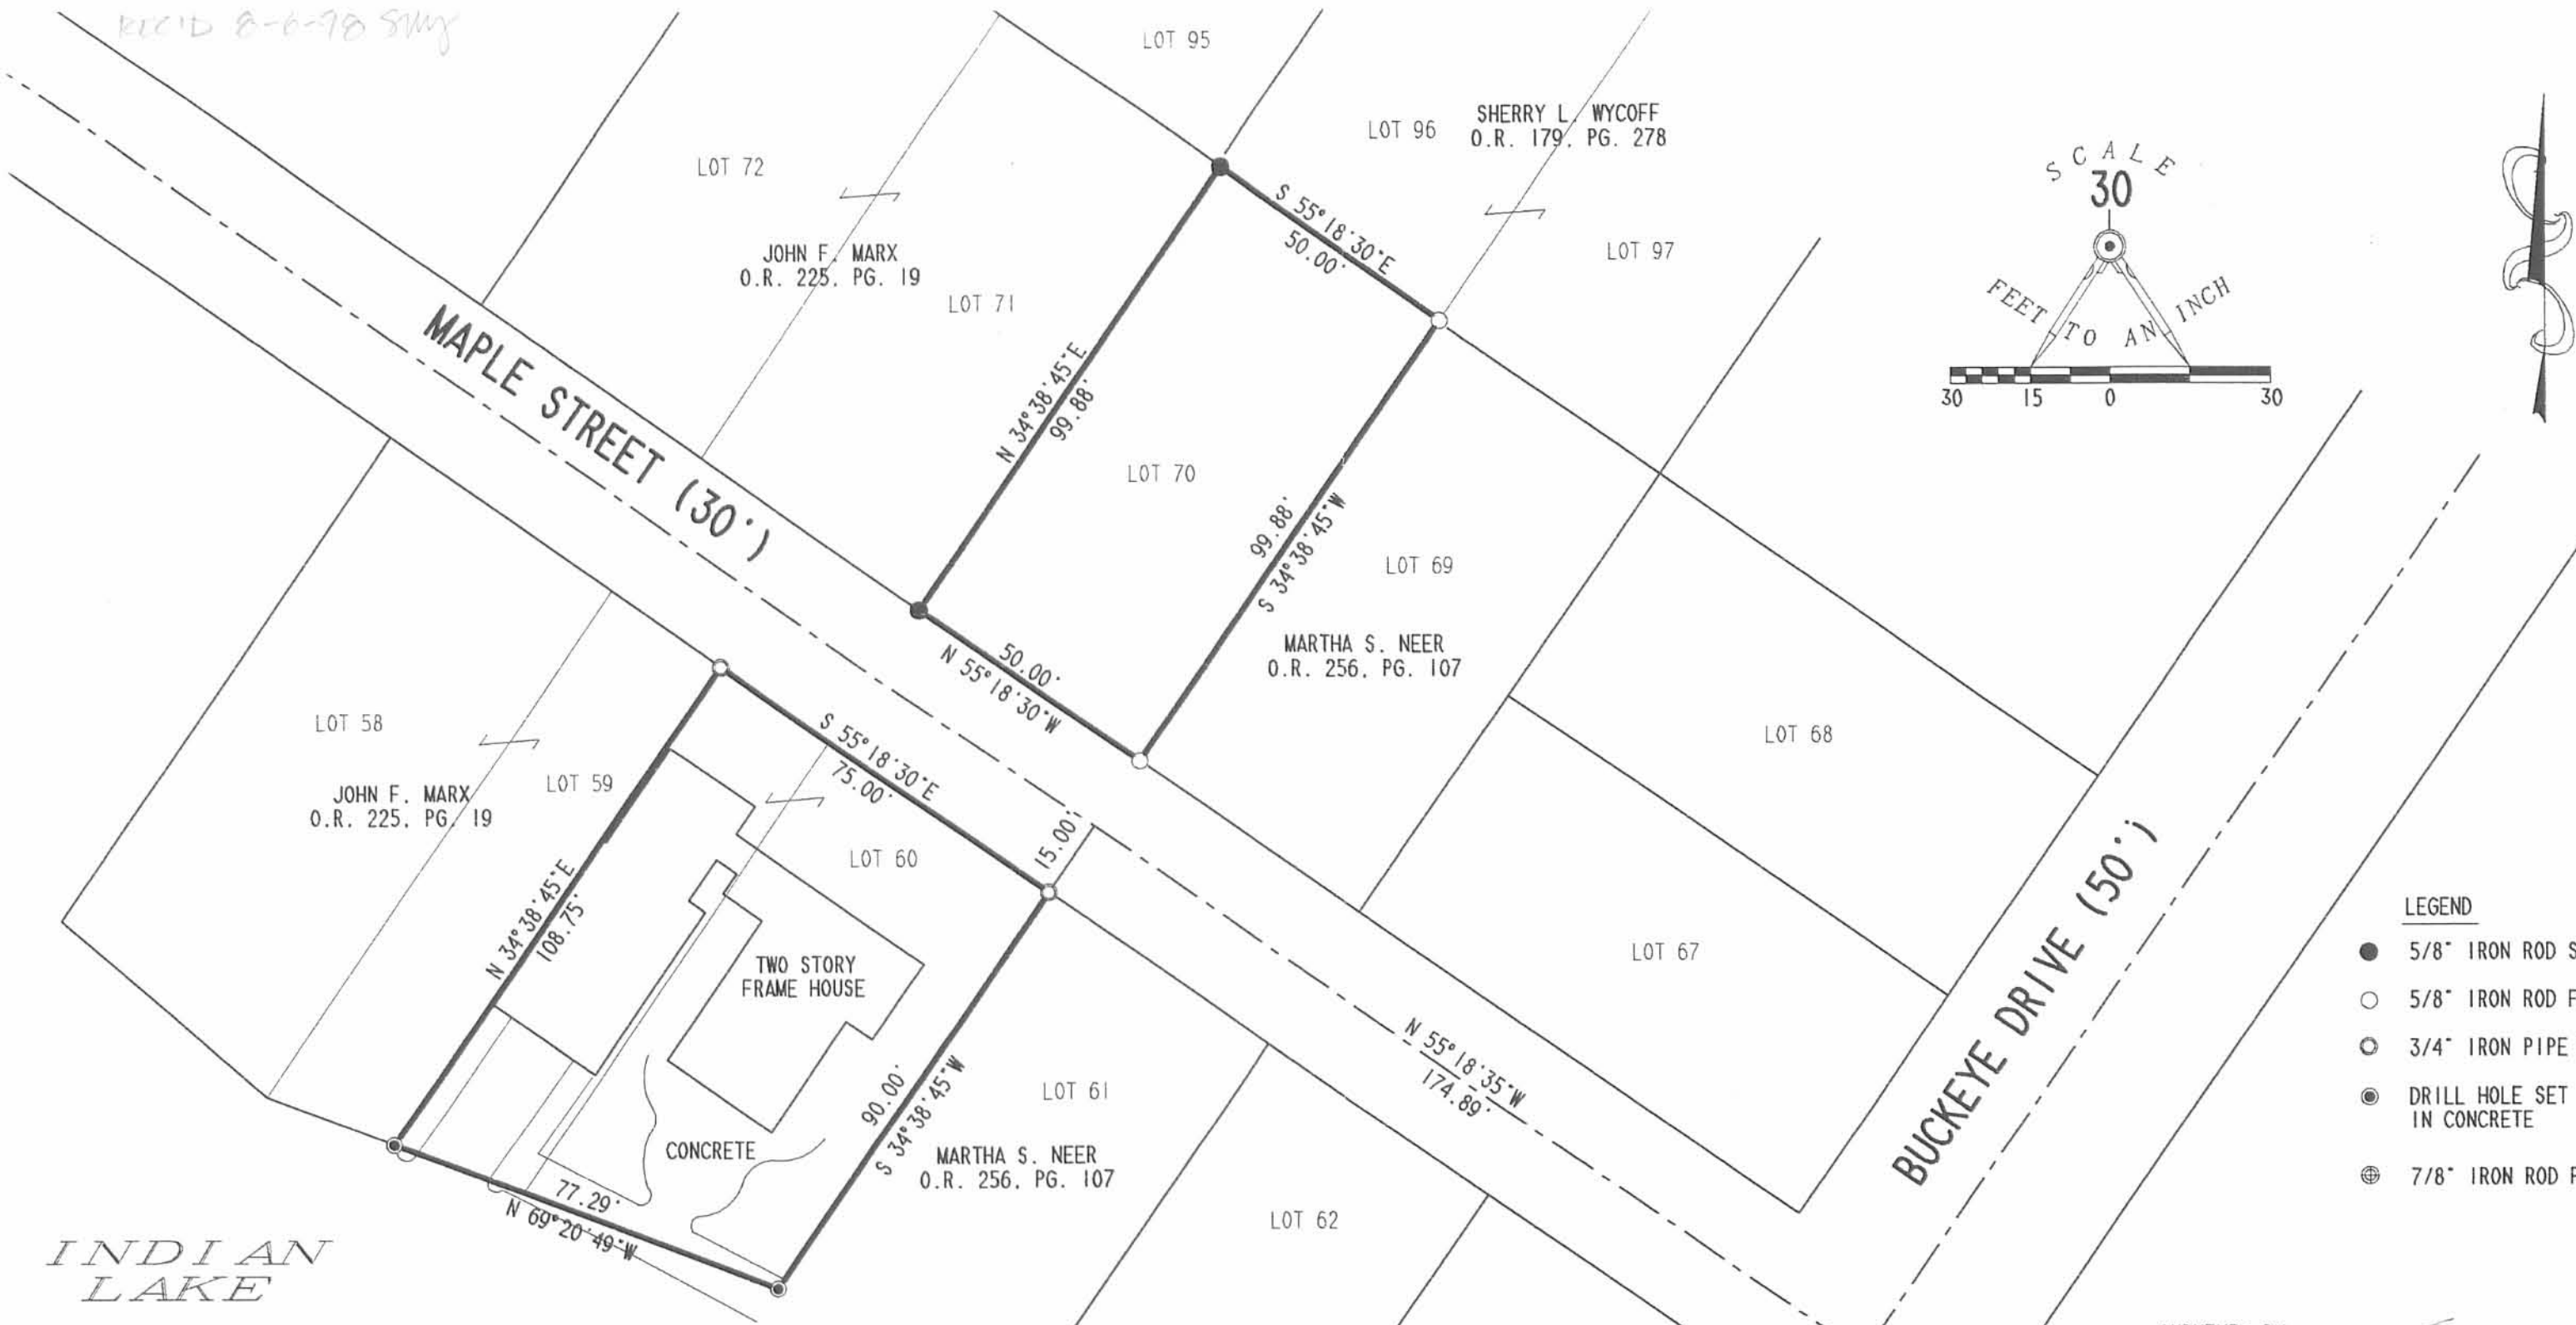 REC'D 8-6-98
LOT 95
LOT 96
SHERRY L. WYCOFF
O.R. 179, PG. 278
LOT 72
S 55°18'30"E
50.00'
LOT 97
JOHN F. MARX
O.R. 225, PG. 19
LOT 71
SCALE
30
FEET TO AN INCH
30 15 0 30
MAPLE STREET (30')
N 34°38'45"E
99.88'
LOT 70
99.88'
S 34°38'45"W
LOT 69
MARTHA S. NEER
O.R. 256, PG. 107
50.00'
N 55°18'30"W
LOT 58
S 55°18'30"E
75.00'
LOT 68
JOHN F. MARX
O.R. 225, PG. 19
LOT 59
15.00'
LOT 60
N 34°38'45"E
108.75'
TWO STORY
FRAME HOUSE
LOT 67
BUCKEYE DRIVE (50')
LEGEND
5/8" IRON ROD S
5/8" IRON ROD F
3/4" IRON PIPE
DRILL HOLE SET
IN CONCRETE
7/8" IRON ROD F
N 55°18'35"W
174.89'
90.00'
S 34°38'45"W
LOT 61
CONCRETE
MARTHA S. NEER
O.R. 256, PG. 107
77.29'
N 69°20'49"W
LOT 62
INDIAN
LAKE